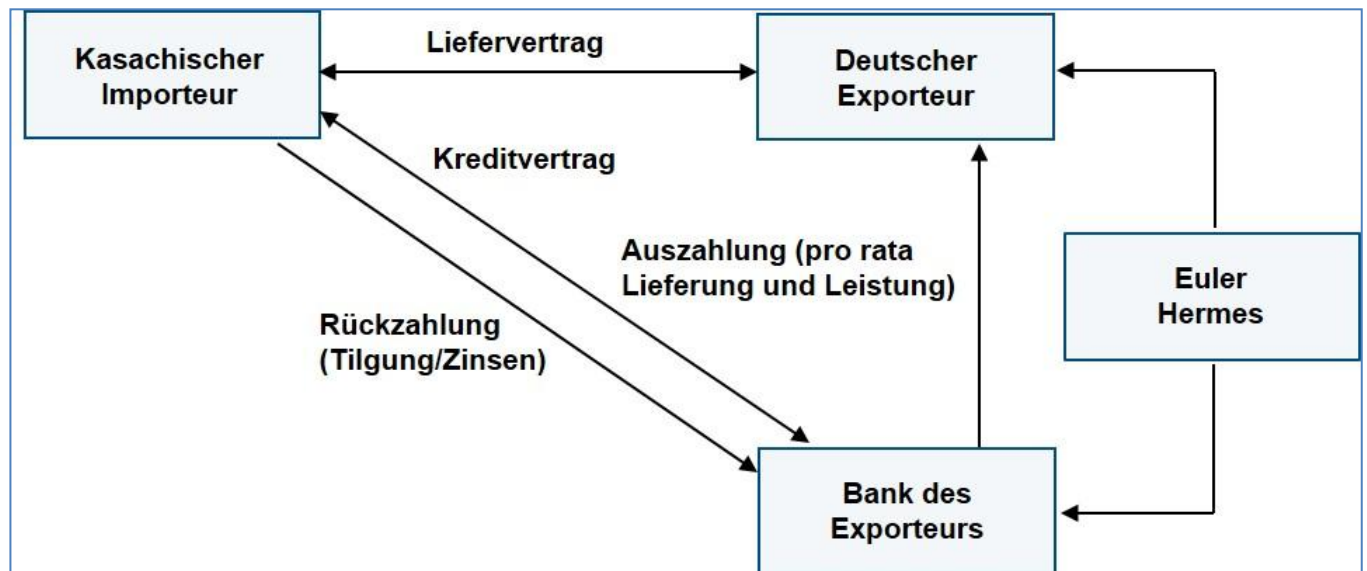 Kasachischer
Importeur
Liefervertrag
Deutscher
Exporteur
Kreditvertrag
Auszahlung (pro rata
Lieferung und Leistung)
Euler
Hermes
Rückzahlung
(Tilgung/Zinsen)
Bank des
Exporteurs